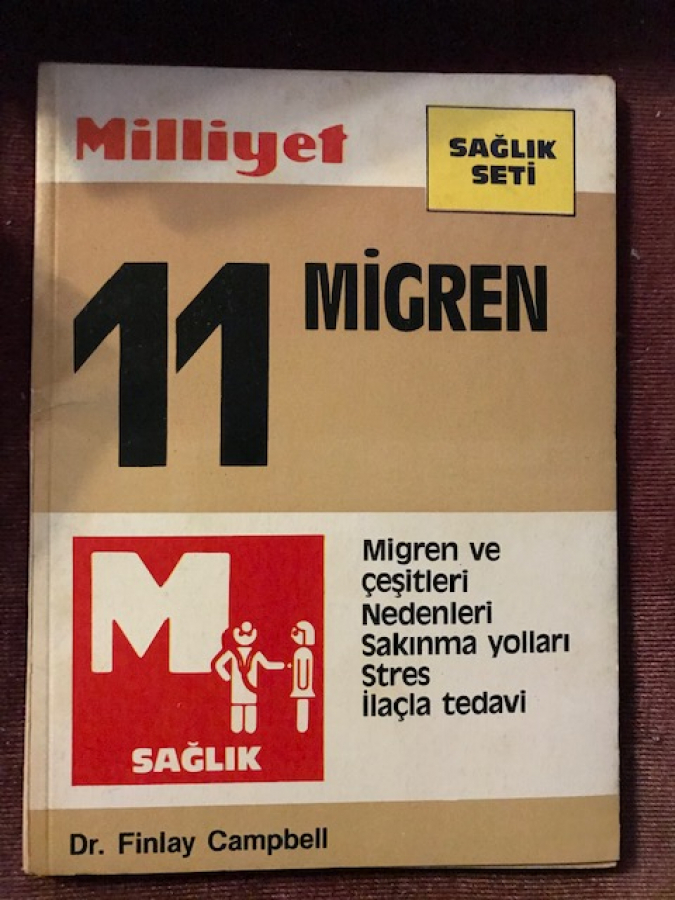 Milliyet
SAĞLIK
SETİ
11
MİGREN
M
SAĞLIK
Migren ve
çeşitleri
Nedenleri
Sakınma yolları
Stres
İlaçla tedavi
Dr. Finlay Campbell